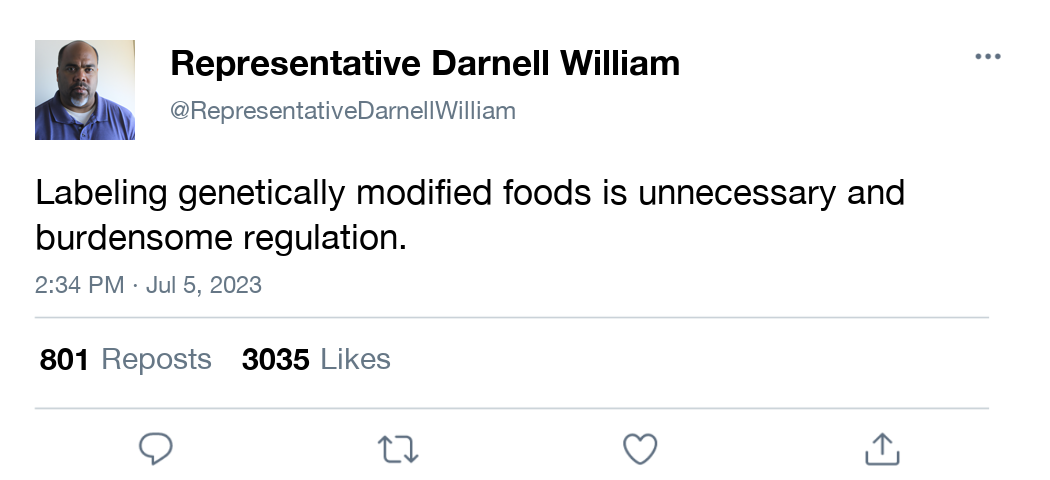 Representative Darnell William
@RepresentativeDarnellWilliam
Labeling genetically modified foods is unnecessary and
burdensome regulation.
2:34 PM · Jul 5, 2023
801 Reposts 3035 Likes